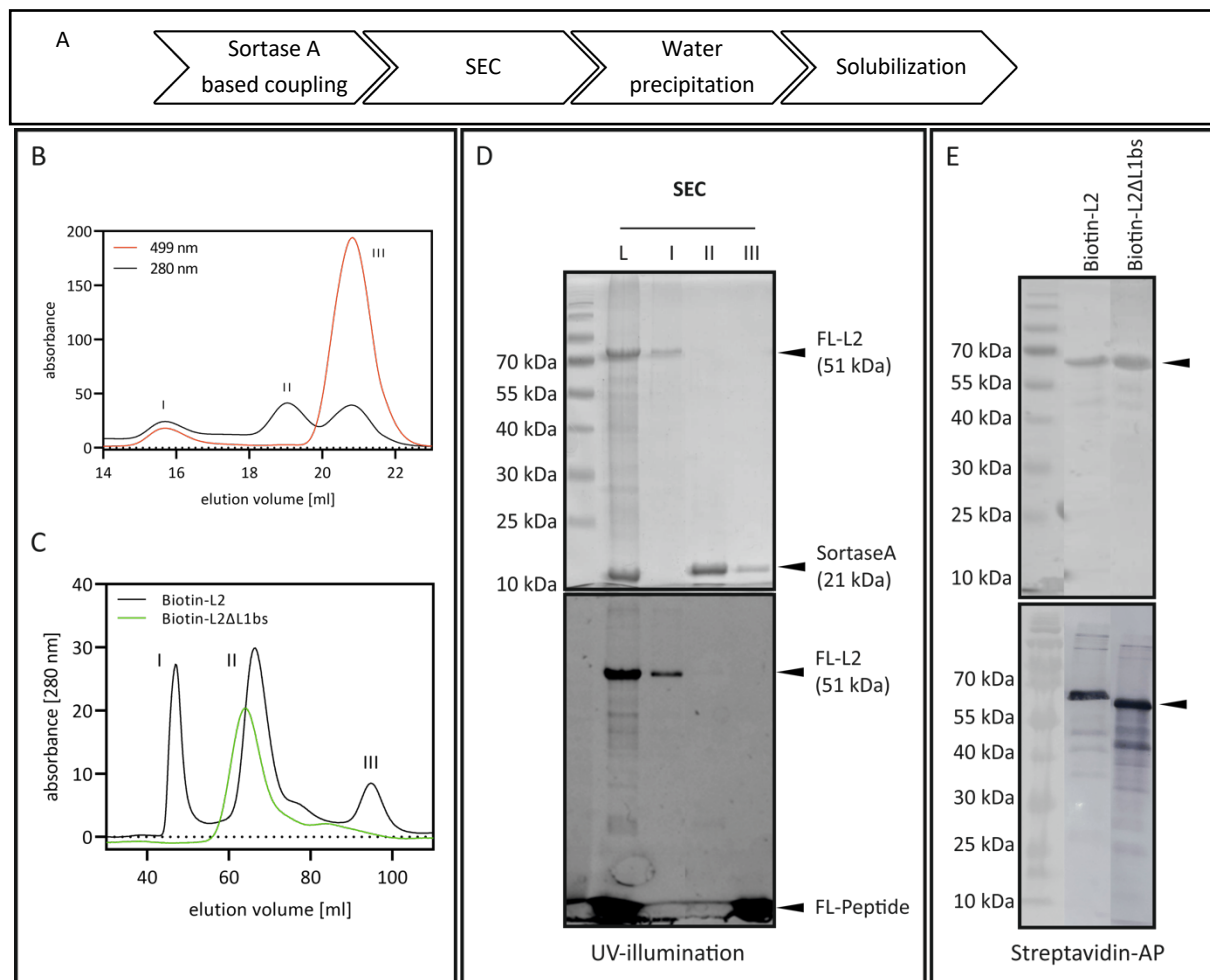 A
Sortase A
based coupling
SEC
Water
precipitation
Solubilization
B
200
150
100
50
0
absorbance
499 nm
280 nm
I
II
III
14
16
18
20
22
elution volume [ml]
C
40
30
20
10
0
absorbance [280 nm]
Biotin-L2
Biotin-L2ΔL1bs
I
II
III
40
60
80
100
elution volume [ml]
D
SEC
L
I
II
III
70 kDa
55 kDa
40 kDa
30 kDa
25 kDa
10 kDa
FL-L2
(51 kDa)
SortaseA
(21 kDa)
FL-L2
(51 kDa)
FL-Peptide
UV-illumination
E
Biotin-L2
Biotin-L2ΔL1bs
70 kDa
55 kDa
40 kDa
30 kDa
25 kDa
10 kDa
70 kDa
55 kDa
40 kDa
30 kDa
25 kDa
10 kDa
Streptavidin-AP